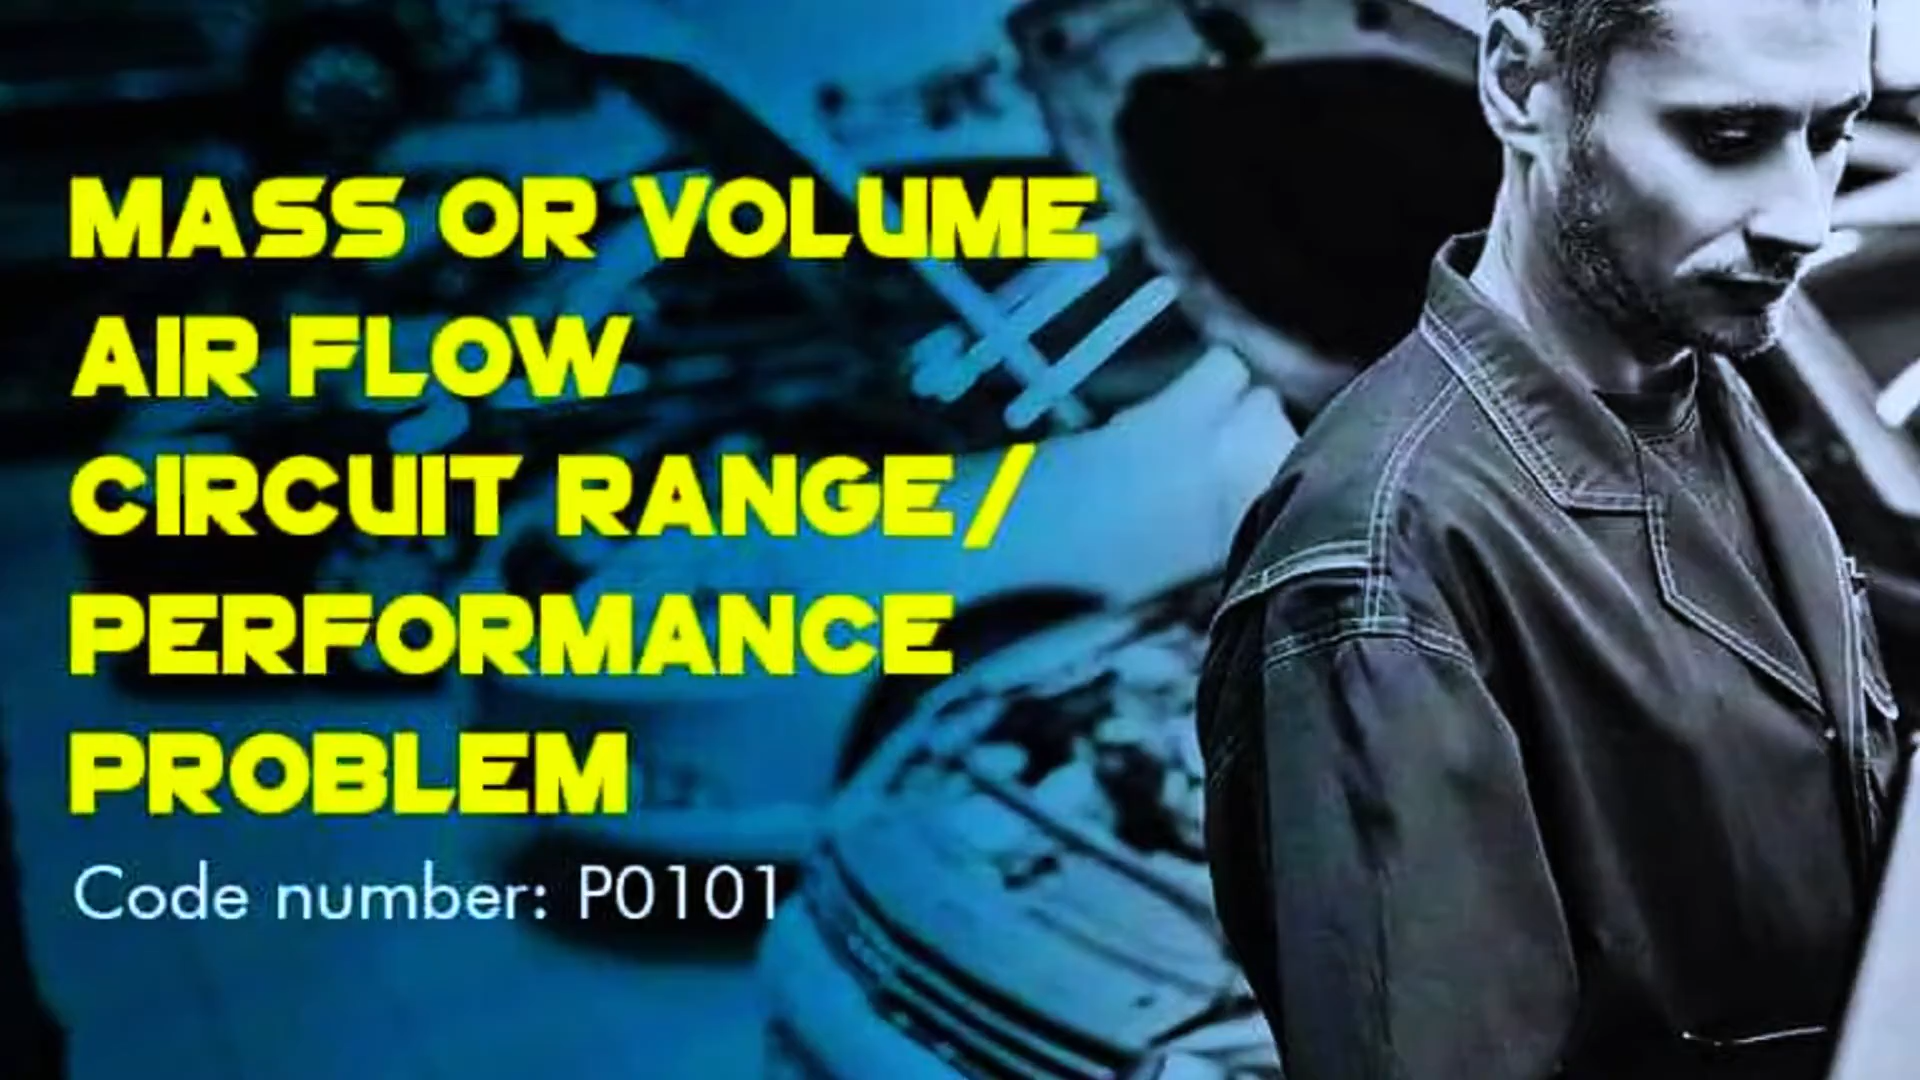 MASS OR VOLUME
AIR FLOW
CIRCUIT RANGE/
PERFORMANCE
PROBLEM
Code number: P0101